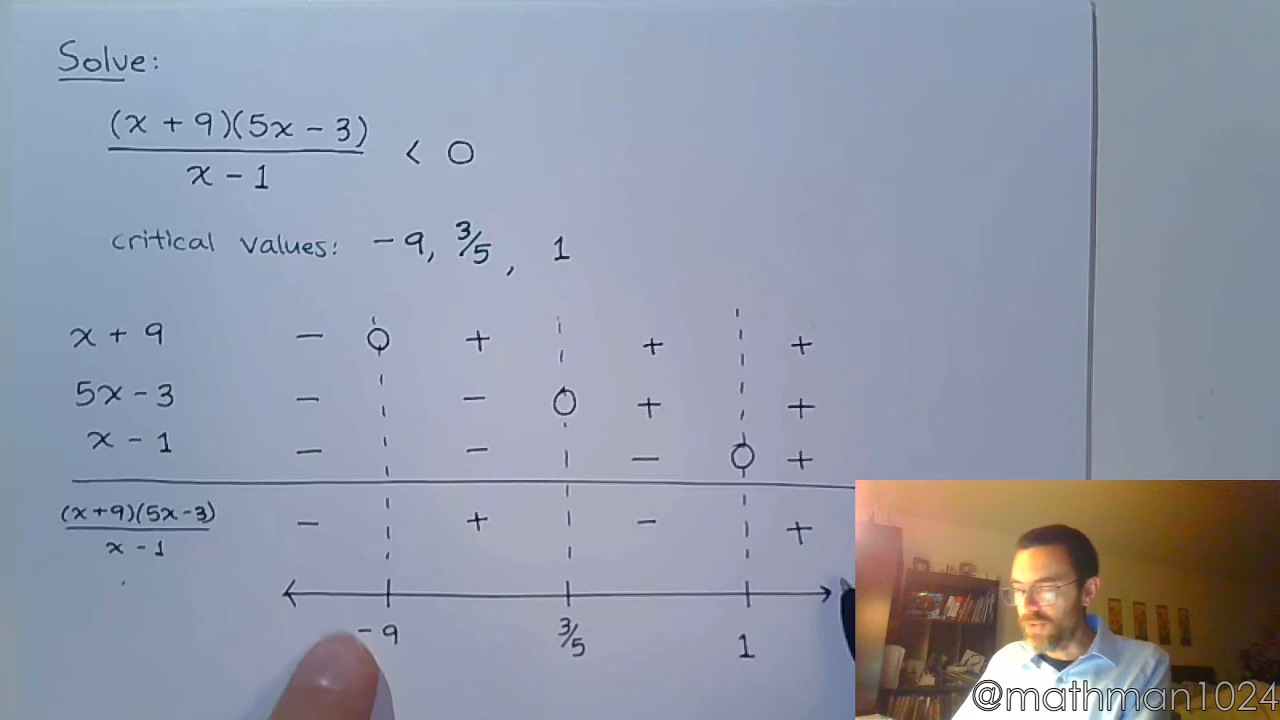 Solve:
(x + 9)(5x - 3)
x - 1
< 0
critical values: -9, 3/5, 1
x + 9 - 0 + + +
5x - 3 - - 0 + +
x - 1 - - - 0 +
(x+9)(5x-3)
x - 1
- + - +
-9 3/5 1
@mathman1024